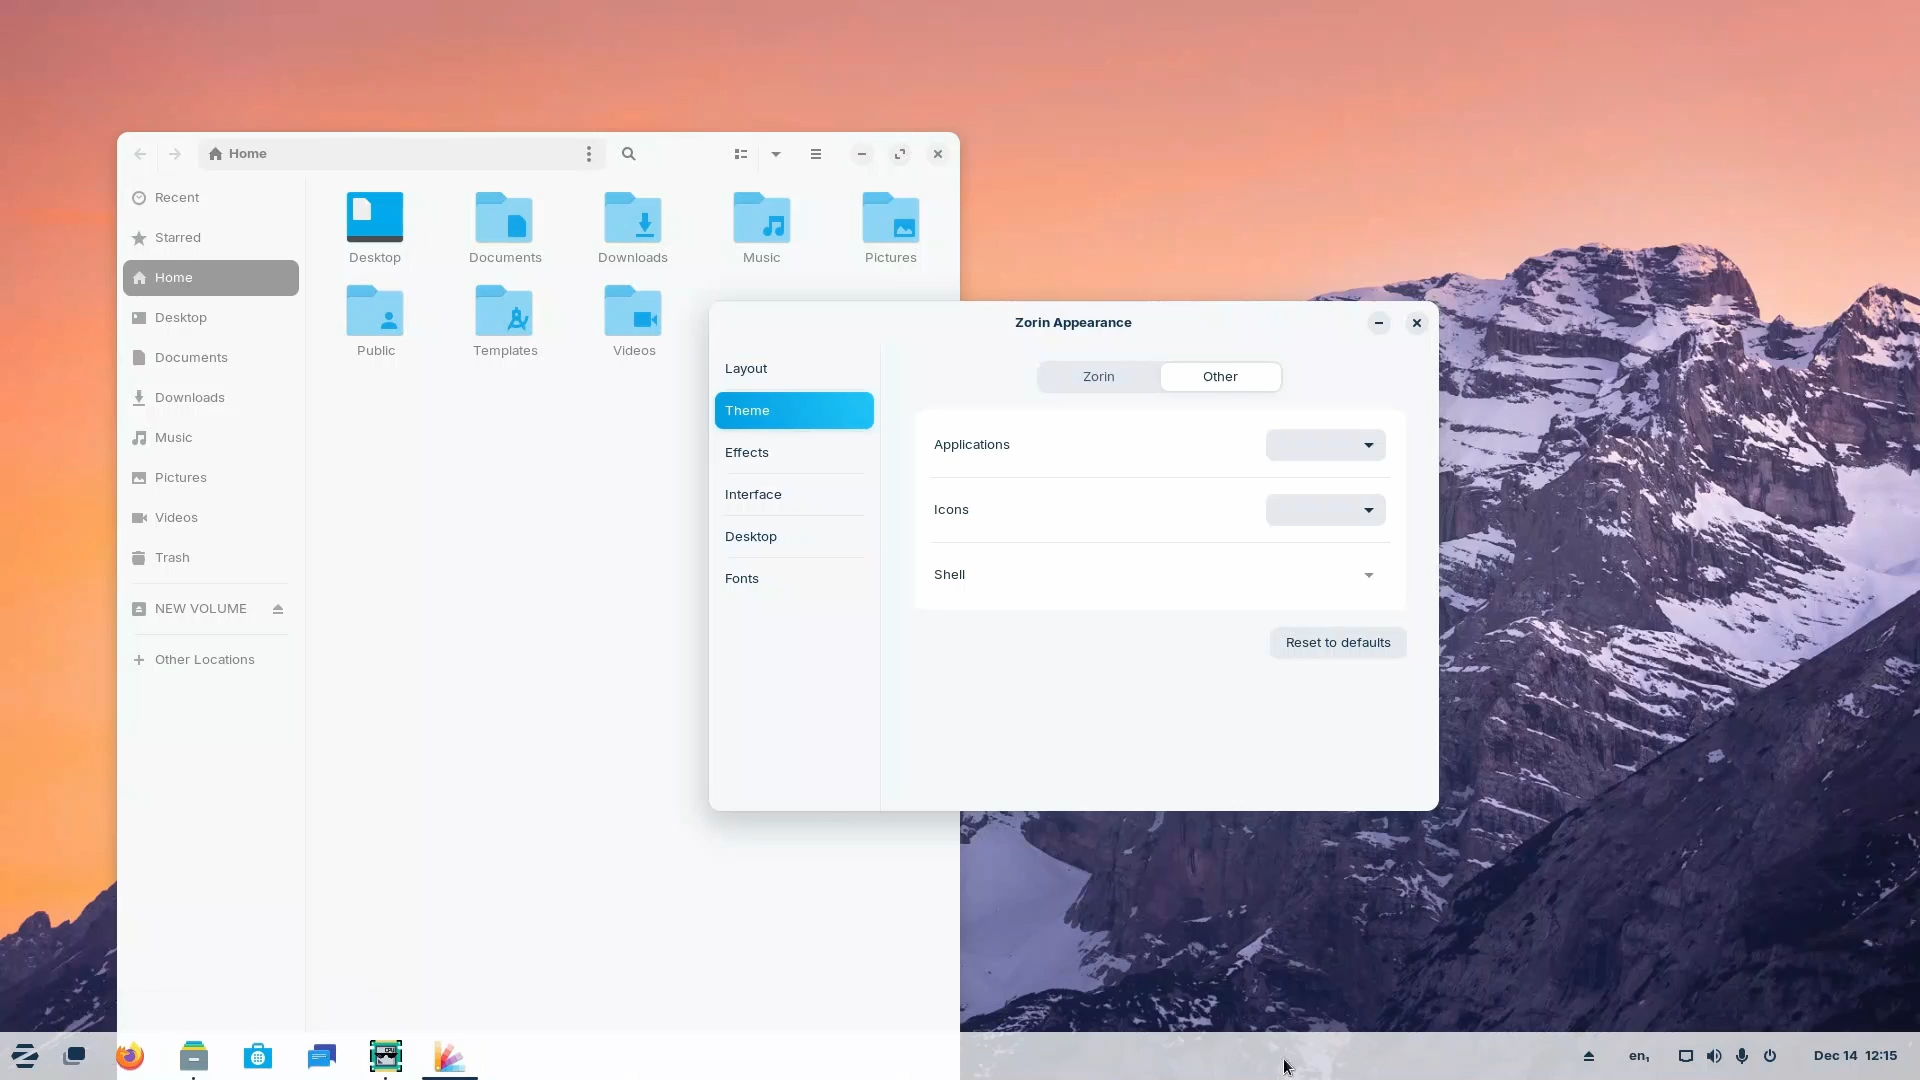 Home
Recent
Starred
Home
Desktop
Documents
Downloads
Music
Pictures
Videos
Trash
NEW VOLUME
Other Locations
Desktop
Documents
Downloads
Music
Pictures
Public
Templates
Videos
Zorin Appearance
Layout
Theme
Effects
Interface
Desktop
Fonts
Zorin
Other
Applications
Icons
Shell
Reset to defaults
CPU
en₁
Dec 14 12:15